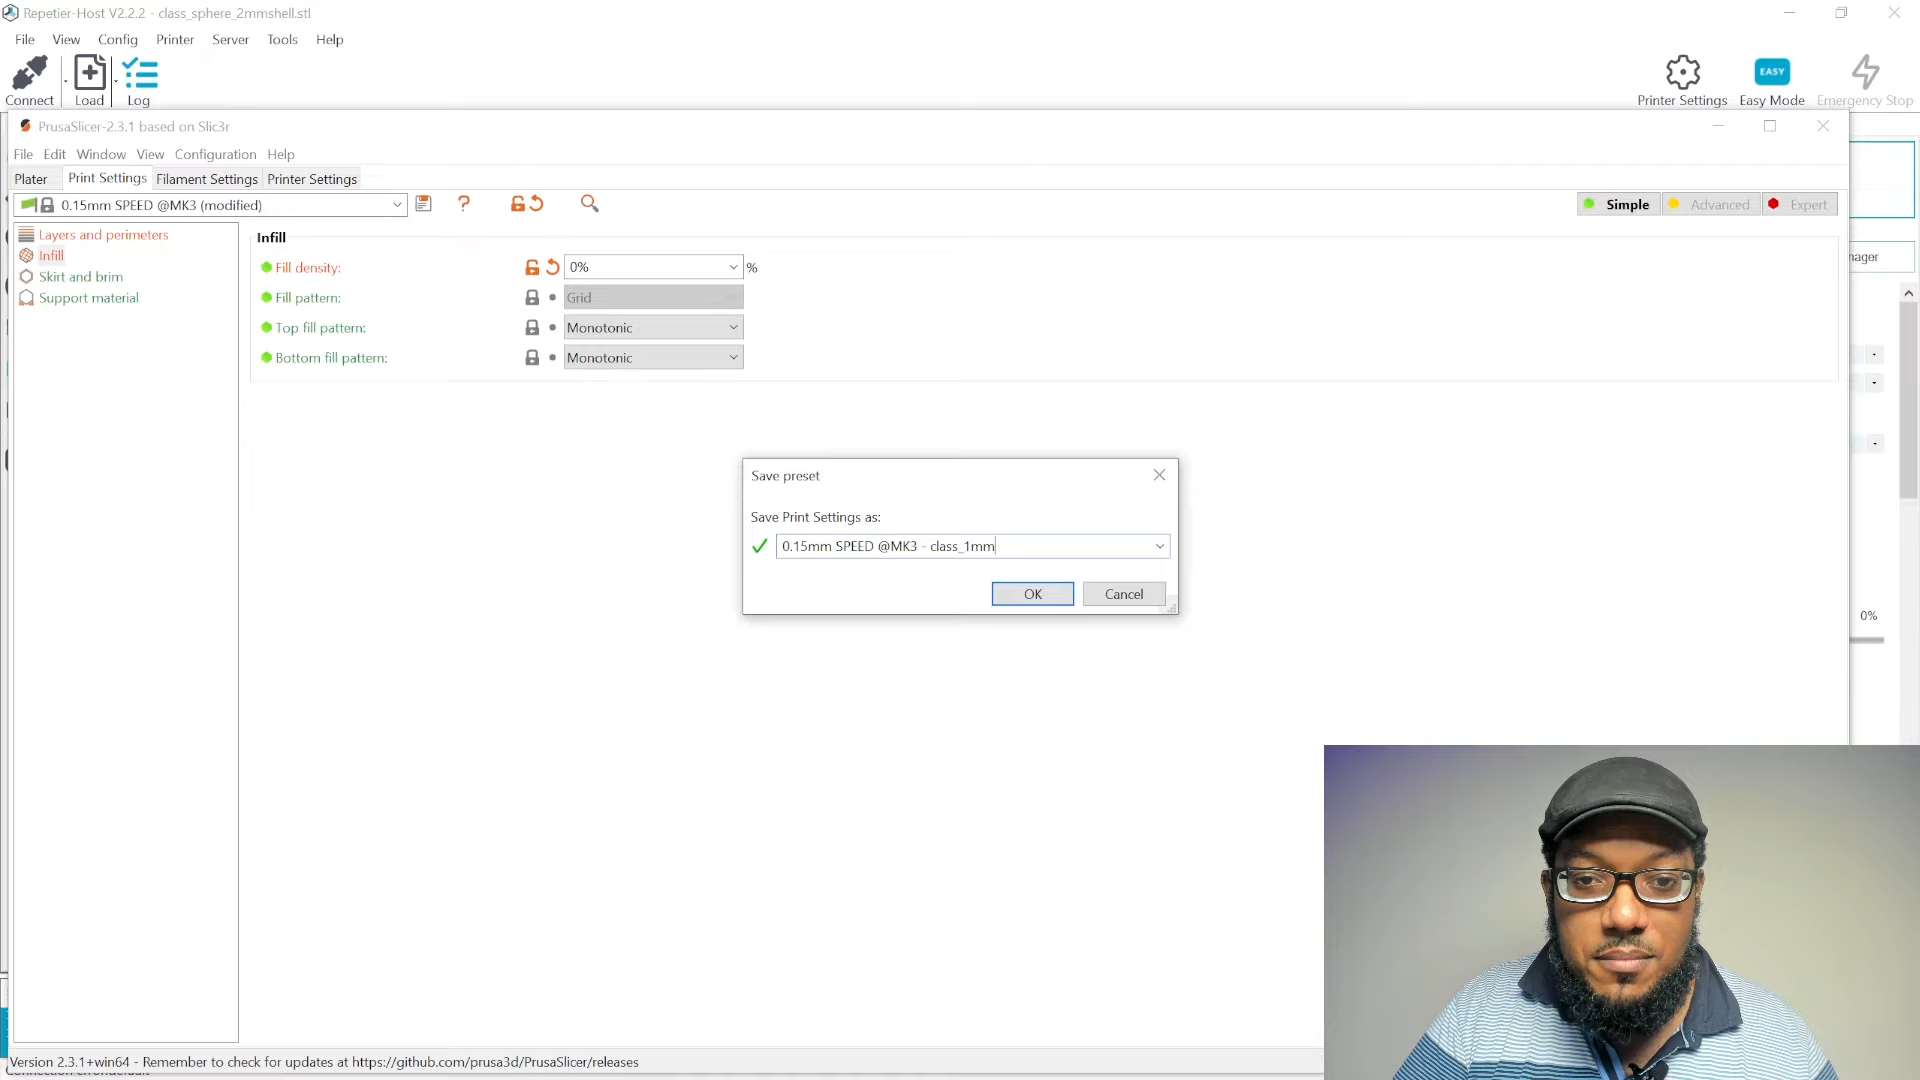 Repetier-Host V2.2.2 - class_sphere_2mmshell.stl
File View Config Printer Server Tools Help
Connect Load Log
EASY
Printer Settings Easy Mode Emergency Stop
PrusaSlicer-2.3.1 based on Slic3r
File Edit Window View Configuration Help
Plater Print Settings Filament Settings Printer Settings
0.15mm SPEED @MK3 (modified)
? Simple Advanced Expert
Layers and perimeters
Infill
Skirt and brim
Support material
Infill
Fill density: 0% %
Fill pattern: Grid
Top fill pattern: Monotonic
Bottom fill pattern: Monotonic
Save preset
Save Print Settings as:
0.15mm SPEED @MK3 - class_1mm
OK Cancel
0%
Version 2.3.1+win64 - Remember to check for updates at https://github.com/prusa3d/PrusaSlicer/releases